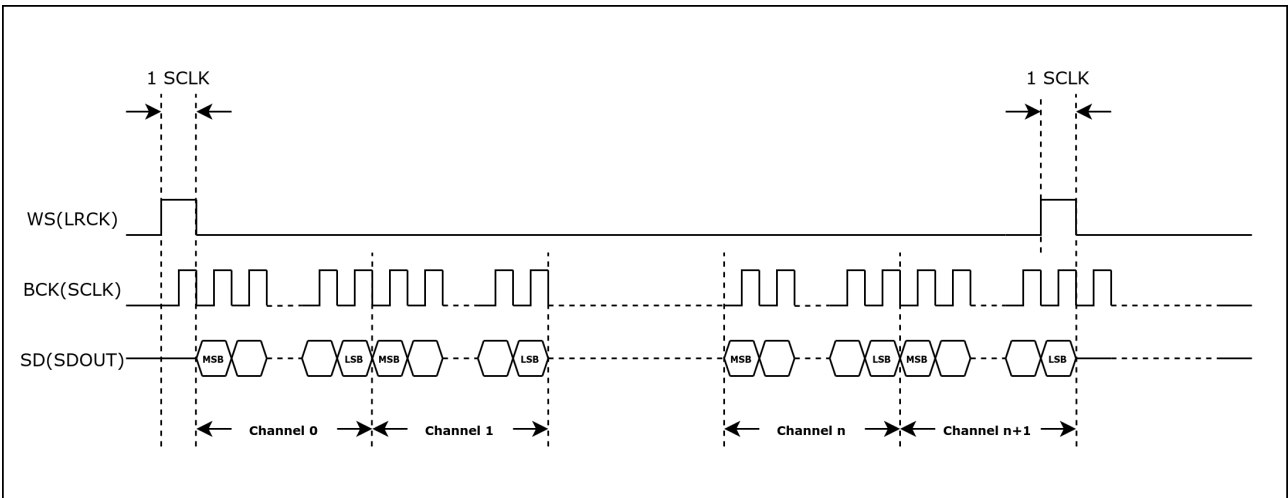 1 SCLK 1 SCLK
WS(LRCK)
BCK(SCLK)
SD(SDOUT) MSB LSB MSB LSB MSB LSB MSB LSB
Channel 0 Channel 1 Channel n Channel n+1